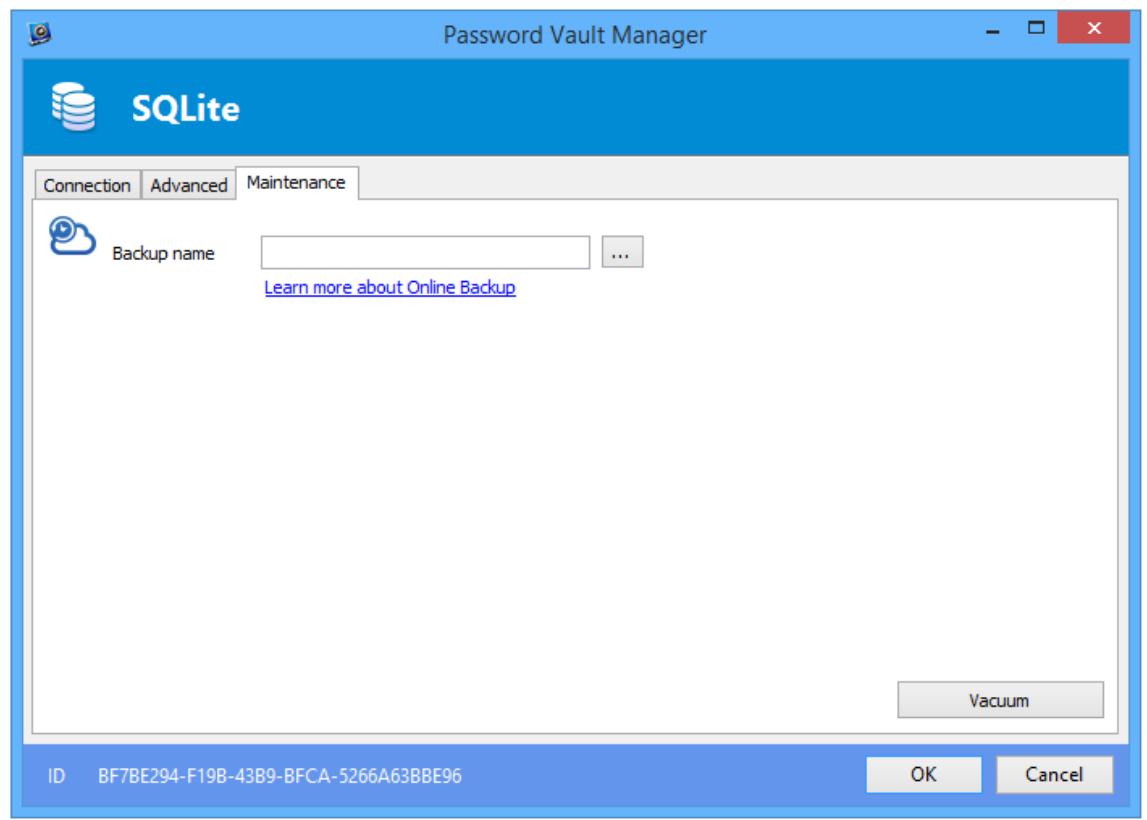 Password Vault Manager
SQLite
Connection Advanced Maintenance
Backup name ...
Learn more about Online Backup
Vacuum
ID BF7BE294-F19B-43B9-BFCA-5266A63BBE96 OK Cancel